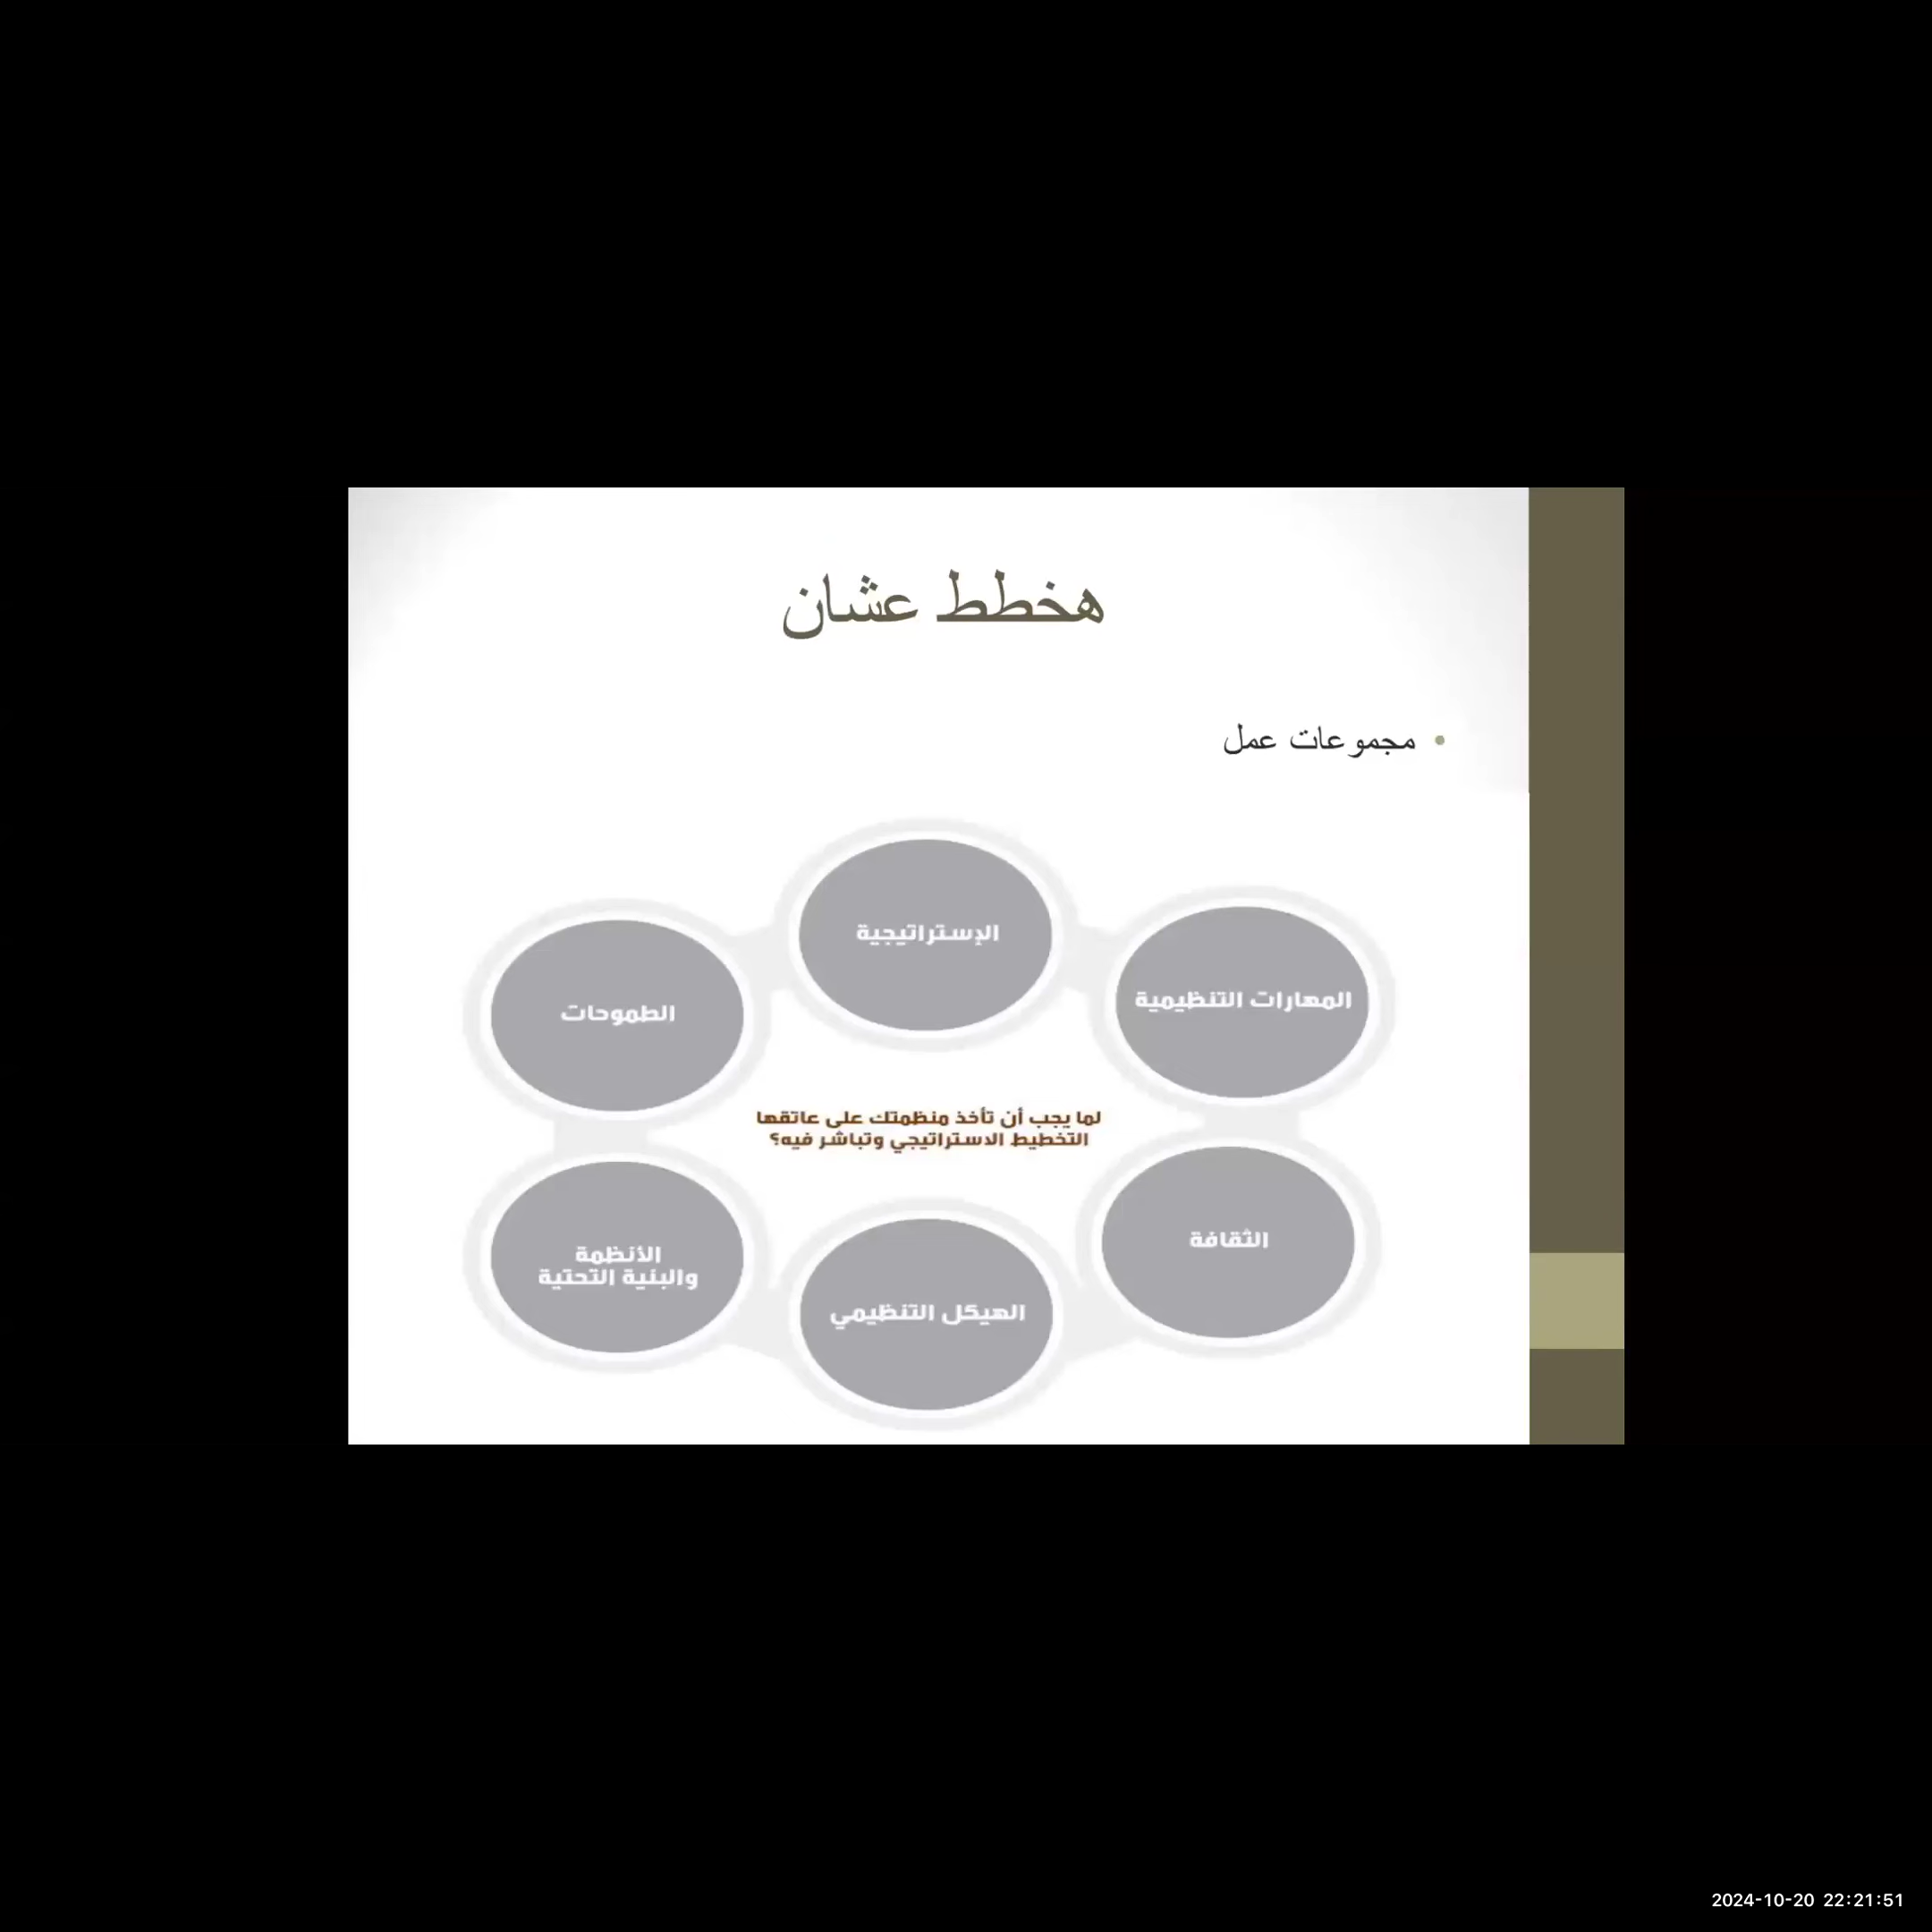 هخطط عشان
• مجموعات عمل
الإستراتيجية
المهارات التنظيمية
الطموحات
لما يجب أن تأخذ منظمتك على عاتقها
التخطيط الاستراتيجي وتباشر فيه؟
الثقافة
الأنظمة
والبنية التحتية
الهيكل التنظيمي
2024-10-20 22:21:51